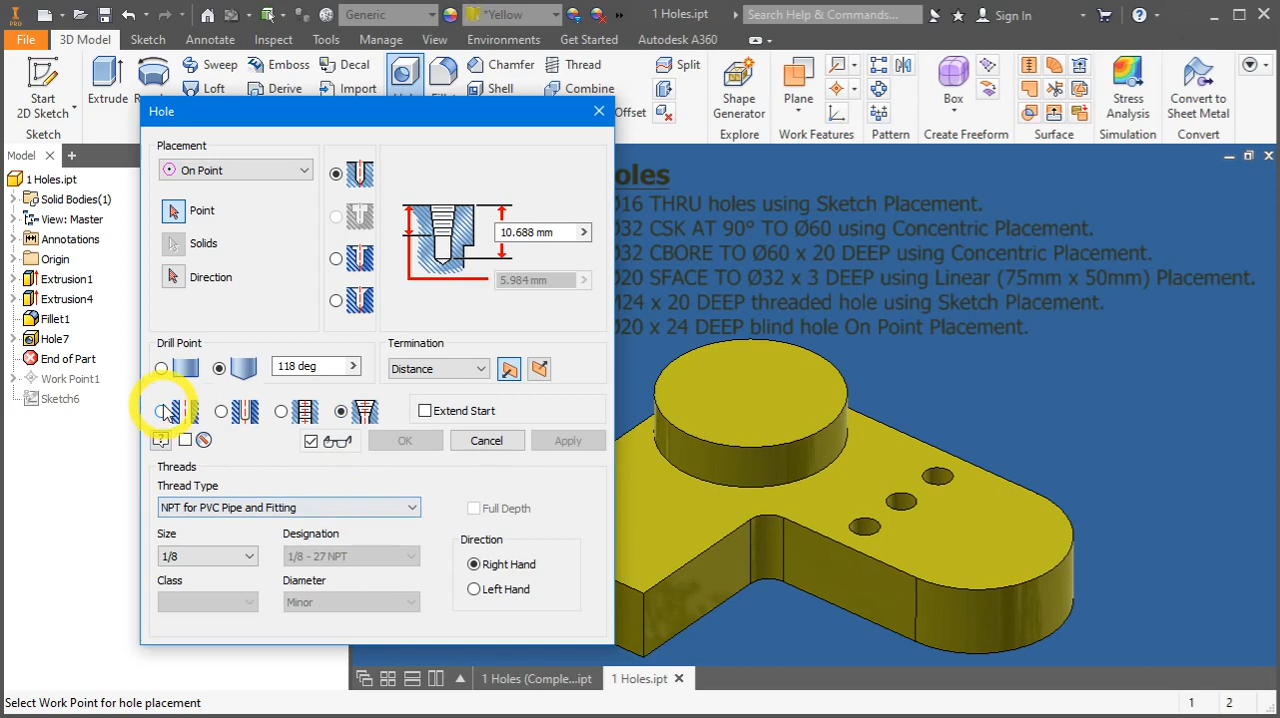 PRO
Generic
*Yellow
1 Holes.ipt
Search Help & Commands...
Sign In
File
3D Model
Sketch
Annotate
Inspect
Tools
Manage
View
Environments
Get Started
Autodesk A360
Start
2D Sketch
Sketch
Extrude
Sweep
Loft
Emboss
Derive
Decal
Import
Chamfer
Shell
Thread
Combine
Offset
Split
Shape
Generator
Explore
Plane
Work Features
Pattern
Box
Create Freeform
Surface
Stress
Analysis
Simulation
Convert to
Sheet Metal
Convert
Model
1 Holes.ipt
Solid Bodies(1)
View: Master
Annotations
Origin
Extrusion1
Extrusion4
Fillet1
Hole7
End of Part
Work Point1
Sketch6
Hole
Placement
On Point
Point
Solids
Direction
10.688 mm
5.984 mm
Drill Point
118 deg
Termination
Distance
Extend Start
OK
Cancel
Apply
Threads
Thread Type
NPT for PVC Pipe and Fitting
Full Depth
Size
Designation
1/8
1/8 - 27 NPT
Class
Diameter
Minor
Direction
Right Hand
Left Hand
oles
Ø16 THRU holes using Sketch Placement.
Ø32 CSK AT 90° TO Ø60 using Concentric Placement.
Ø32 CBORE TO Ø60 x 20 DEEP using Concentric Placement.
Ø20 SFACE TO Ø32 x 3 DEEP using Linear (75mm x 50mm) Placement.
M24 x 20 DEEP threaded hole using Sketch Placement.
Ø20 x 24 DEEP blind hole On Point Placement.
1 Holes (Comple...ipt
1 Holes.ipt
Select Work Point for hole placement
1
2